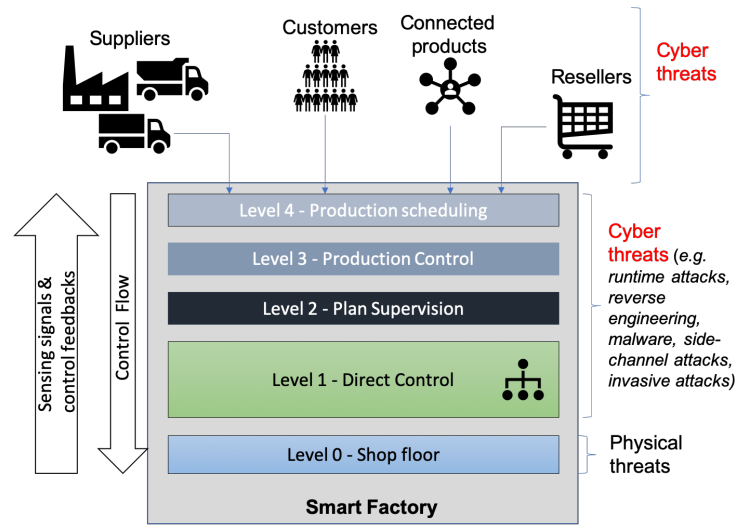 Suppliers
Customers
Connected
products
Resellers
Cyber
threats
Sensing signals &
control feedbacks
Control Flow
Level 4 - Production scheduling
Level 3 - Production Control
Level 2 - Plan Supervision
Level 1 - Direct Control
Level 0 - Shop floor
Smart Factory
Cyber
threats (e.g.
runtime attacks,
reverse
engineering,
malware, side-
channel attacks,
invasive attacks)
Physical
threats